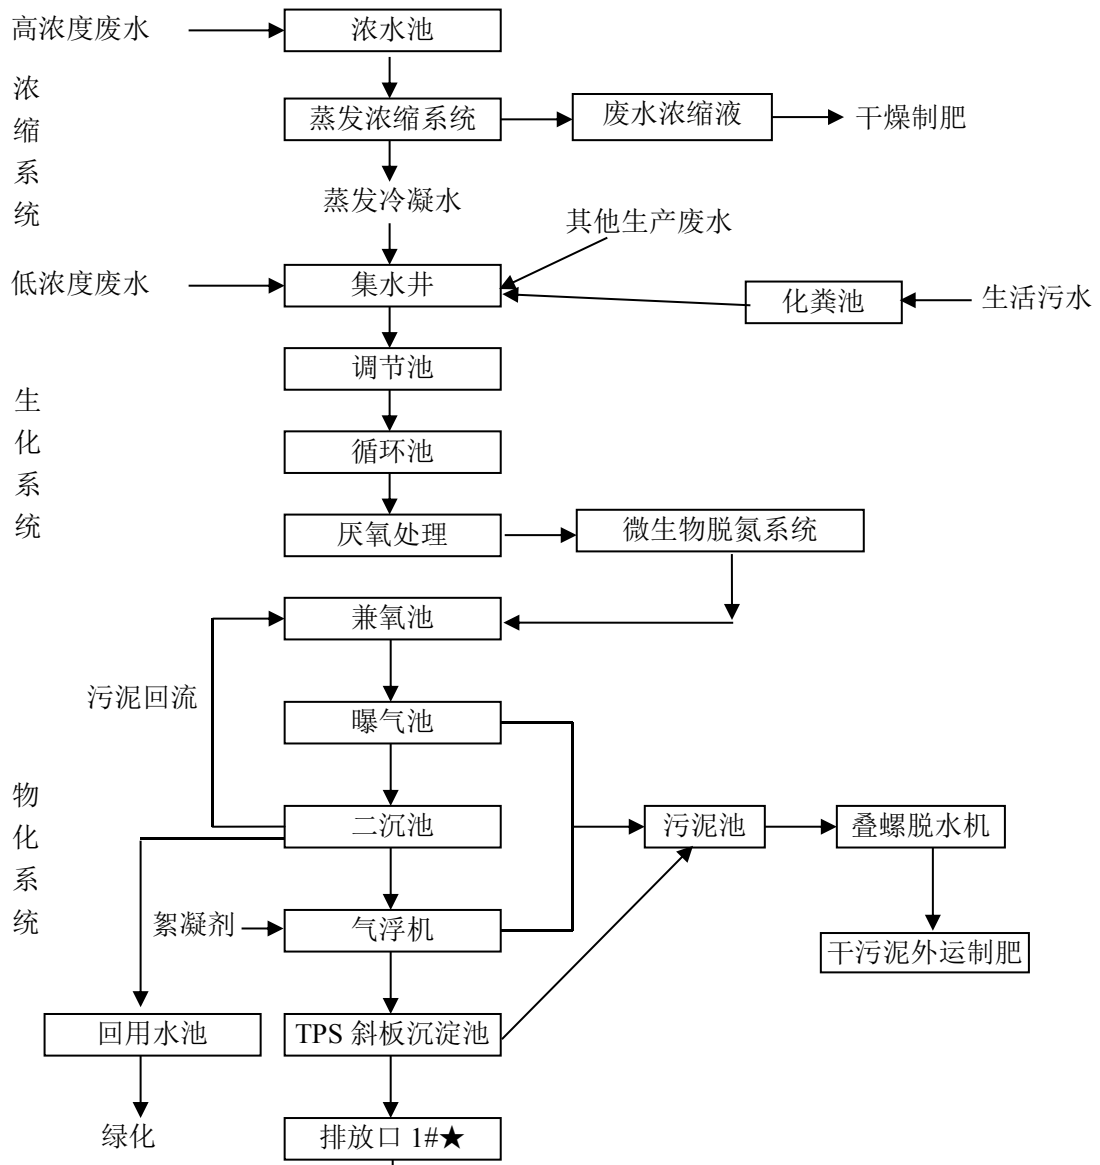 高浓度废水
浓水池
浓缩系统
蒸发浓缩系统
废水浓缩液
干燥制肥
蒸发冷凝水
其他生产废水
低浓度废水
集水井
化粪池
生活污水
调节池
生化系统
循环池
厌氧处理
微生物脱氮系统
兼氧池
污泥回流
曝气池
物化系统
二沉池
污泥池
叠螺脱水机
絮凝剂
气浮机
干污泥外运制肥
回用水池
TPS 斜板沉淀池
绿化
排放口 1#★